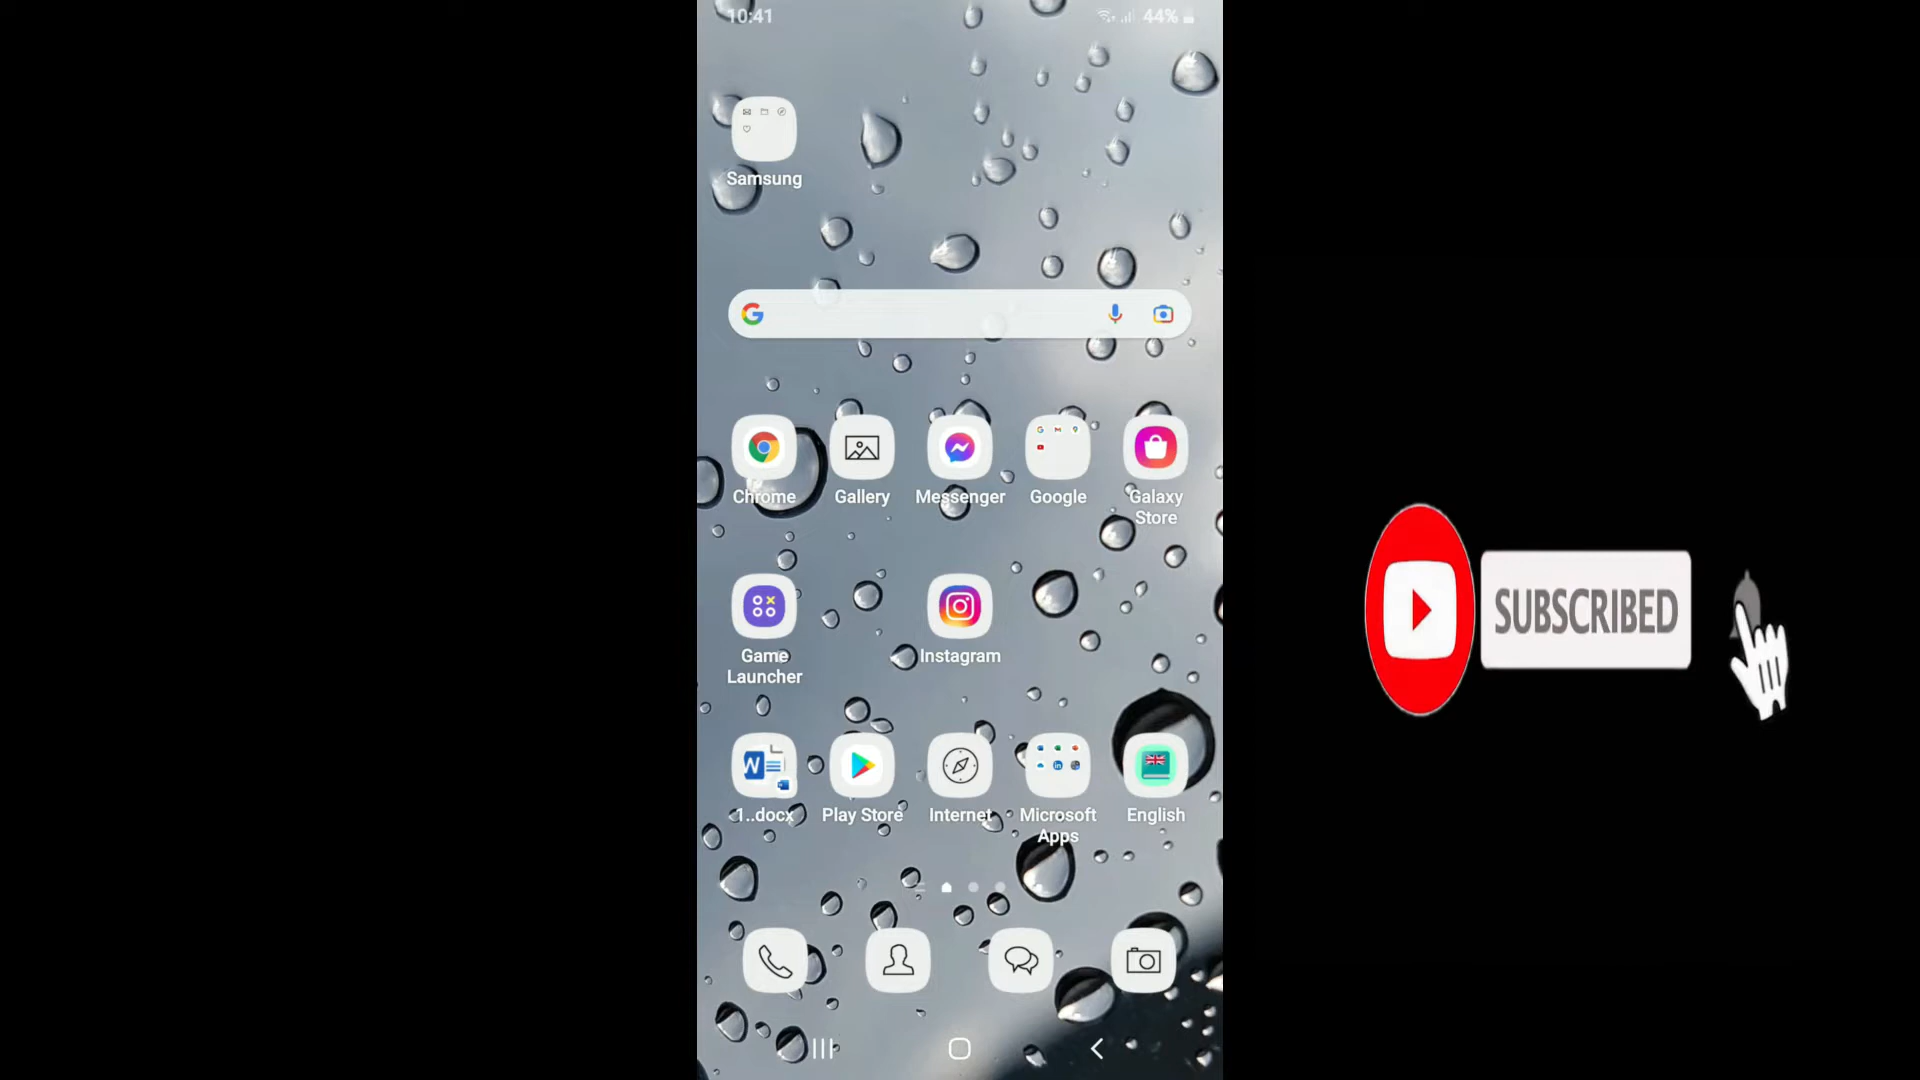 10:41
44%
Samsung
Chrome
Gallery
Messenger
Google
Galaxy
Store
Game
Launcher
Instagram
SUBSCRIBED
1..docx
Play Store
Internet
Microsoft
Apps
English